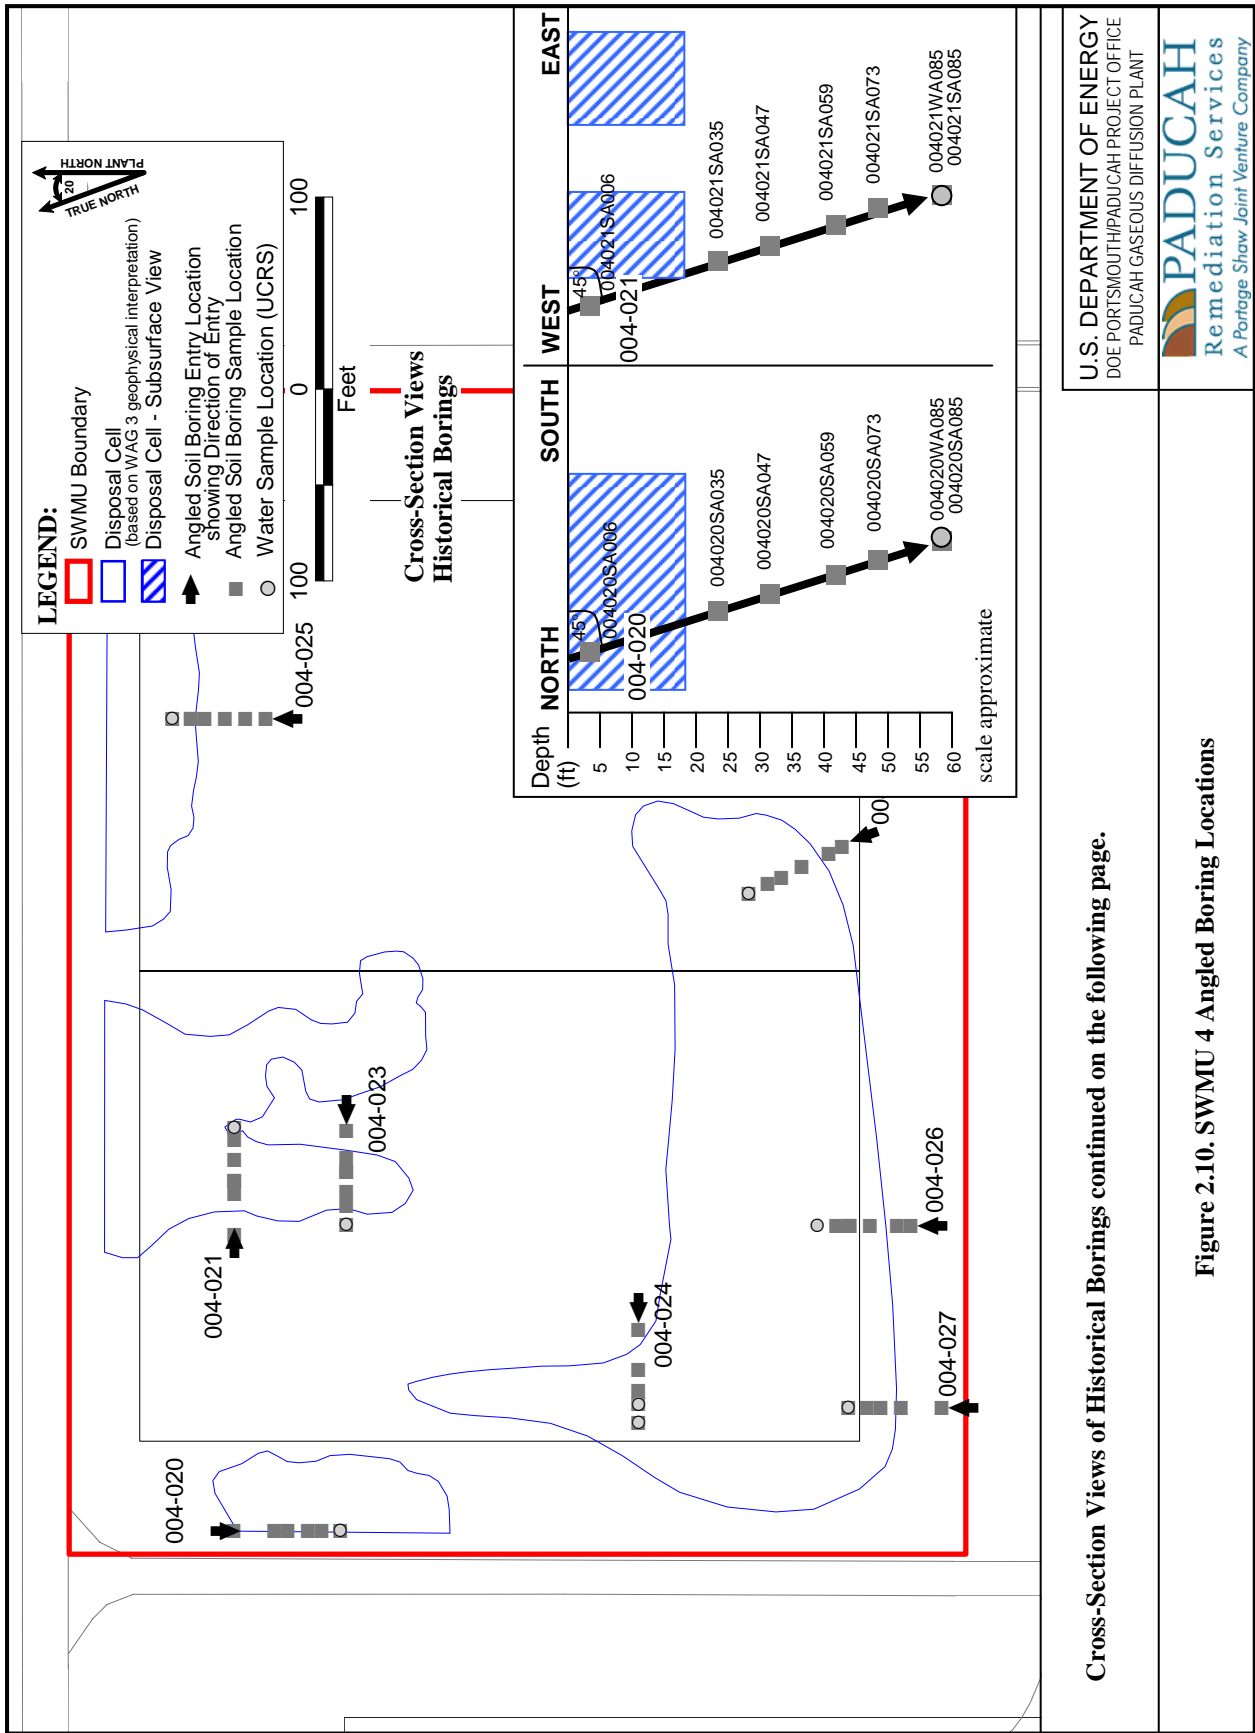 LEGEND:
SWMU Boundary
Disposal Cell
(based on WAG 3 geophysical interpretation)
Disposal Cell - Subsurface View
Angled Soil Boring Entry Location
showing Direction of Entry
Angled Soil Boring Sample Location
Water Sample Location (UCRS)
100 0 100
Feet
20
TRUE NORTH
PLANT NORTH
004-020
004-021
004-023
004-024
004-025
004-026
004-027
00
Cross-Section Views
Historical Borings
Depth
(ft)
5
10
15
20
25
30
35
40
45
50
55
60
scale approximate
NORTH SOUTH
45°
004020SA006
004-020
004020SA035
004020SA047
004020SA059
004020SA073
004020WA085
004020SA085
WEST EAST
45°
004021SA006
004-021
004021SA035
004021SA047
004021SA059
004021SA073
004021WA085
004021SA085
Cross-Section Views of Historical Borings continued on the following page.
U.S. DEPARTMENT OF ENERGY
DOE PORTSMOUTH/PADUCAH PROJECT OFFICE
PADUCAH GASEOUS DIFFUSION PLANT
Figure 2.10. SWMU 4 Angled Boring Locations
PADUCAH
Remediation Services
A Portage Shaw Joint Venture Company